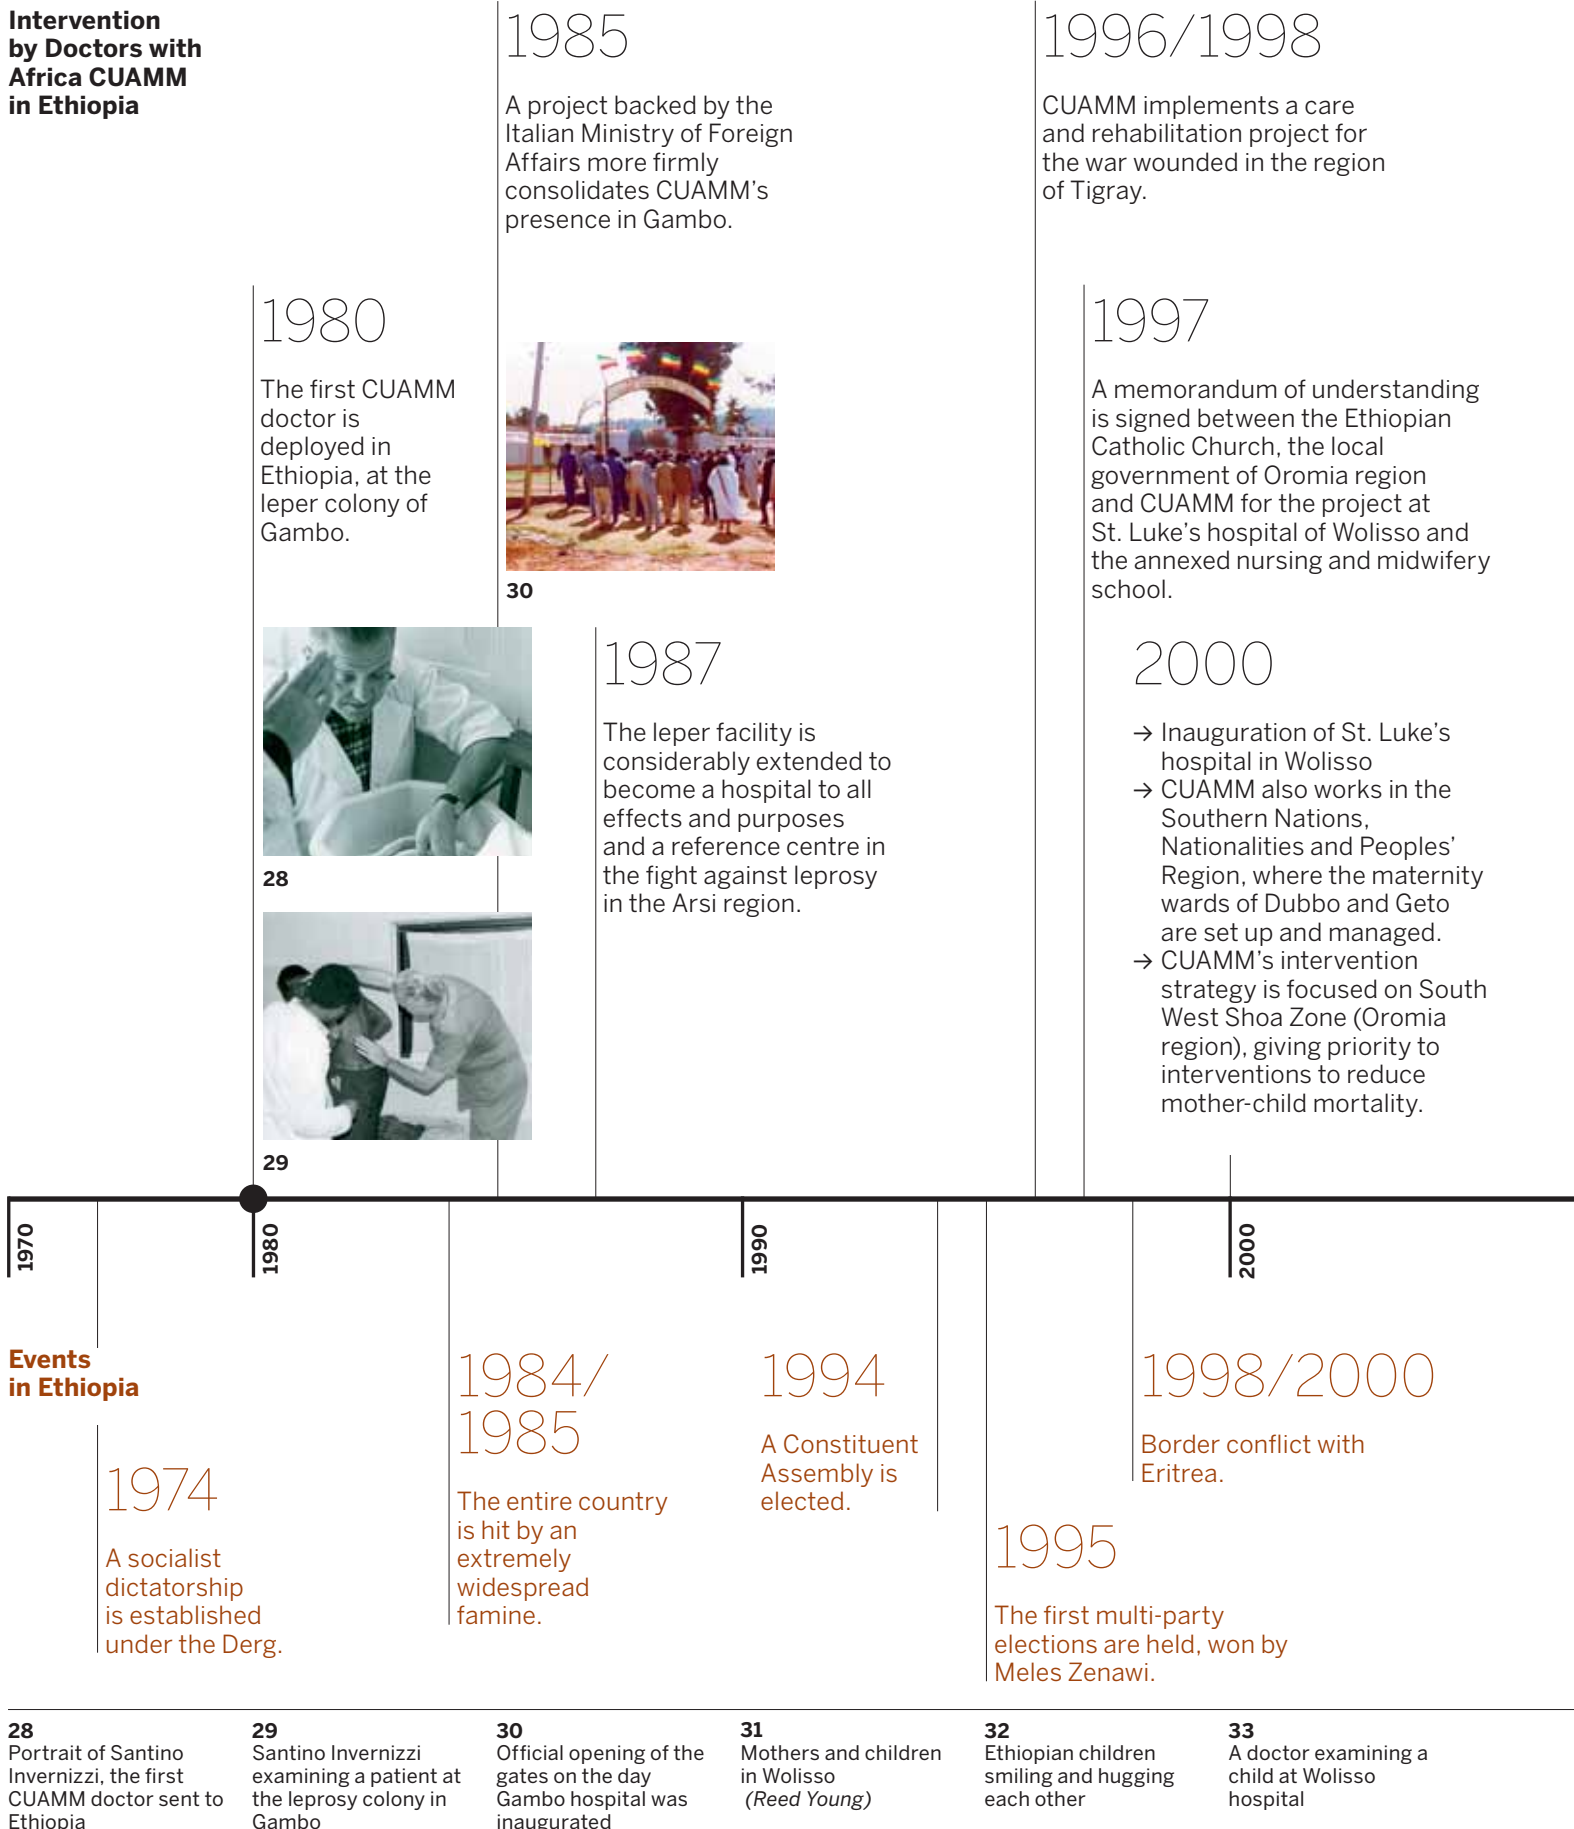 Intervention
by Doctors with
Africa CUAMM
in Ethiopia
1985
A project backed by the
Italian Ministry of Foreign
Affairs more firmly
consolidates CUAMM's
presence in Gambo.
1996/1998
CUAMM implements a care
and rehabilitation project for
the war wounded in the region
of Tigray.
1980
The first CUAMM
doctor is
deployed in
Ethiopia, at the
leper colony of
Gambo.
30
1997
A memorandum of understanding
is signed between the Ethiopian
Catholic Church, the local
government of Oromia region
and CUAMM for the project at
St. Luke's hospital of Wolisso and
the annexed nursing and midwifery
school.
28
29
1987
The leper facility is
considerably extended to
become a hospital to all
effects and purposes
and a reference centre in
the fight against leprosy
in the Arsi region.
2000
→ Inauguration of St. Luke's
hospital in Wolisso
→ CUAMM also works in the
Southern Nations,
Nationalities and Peoples'
Region, where the maternity
wards of Dubbo and Geto
are set up and managed.
→ CUAMM's intervention
strategy is focused on South
West Shoa Zone (Oromia
region), giving priority to
interventions to reduce
mother-child mortality.
1970
1980
1990
2000
Events
in Ethiopia
1974
A socialist
dictatorship
is established
under the Derg.
1984/
1985
The entire country
is hit by an
extremely
widespread
famine.
1994
A Constituent
Assembly is
elected.
1995
The first multi-party
elections are held, won by
Meles Zenawi.
1998/2000
Border conflict with
Eritrea.
28
Portrait of Santino
Invernizzi, the first
CUAMM doctor sent to
Ethiopia
29
Santino Invernizzi
examining a patient at
the leprosy colony in
Gambo
30
Official opening of the
gates on the day
Gambo hospital was
inaugurated
31
Mothers and children
in Wolisso
(Reed Young)
32
Ethiopian children
smiling and hugging
each other
33
A doctor examining a
child at Wolisso
hospital